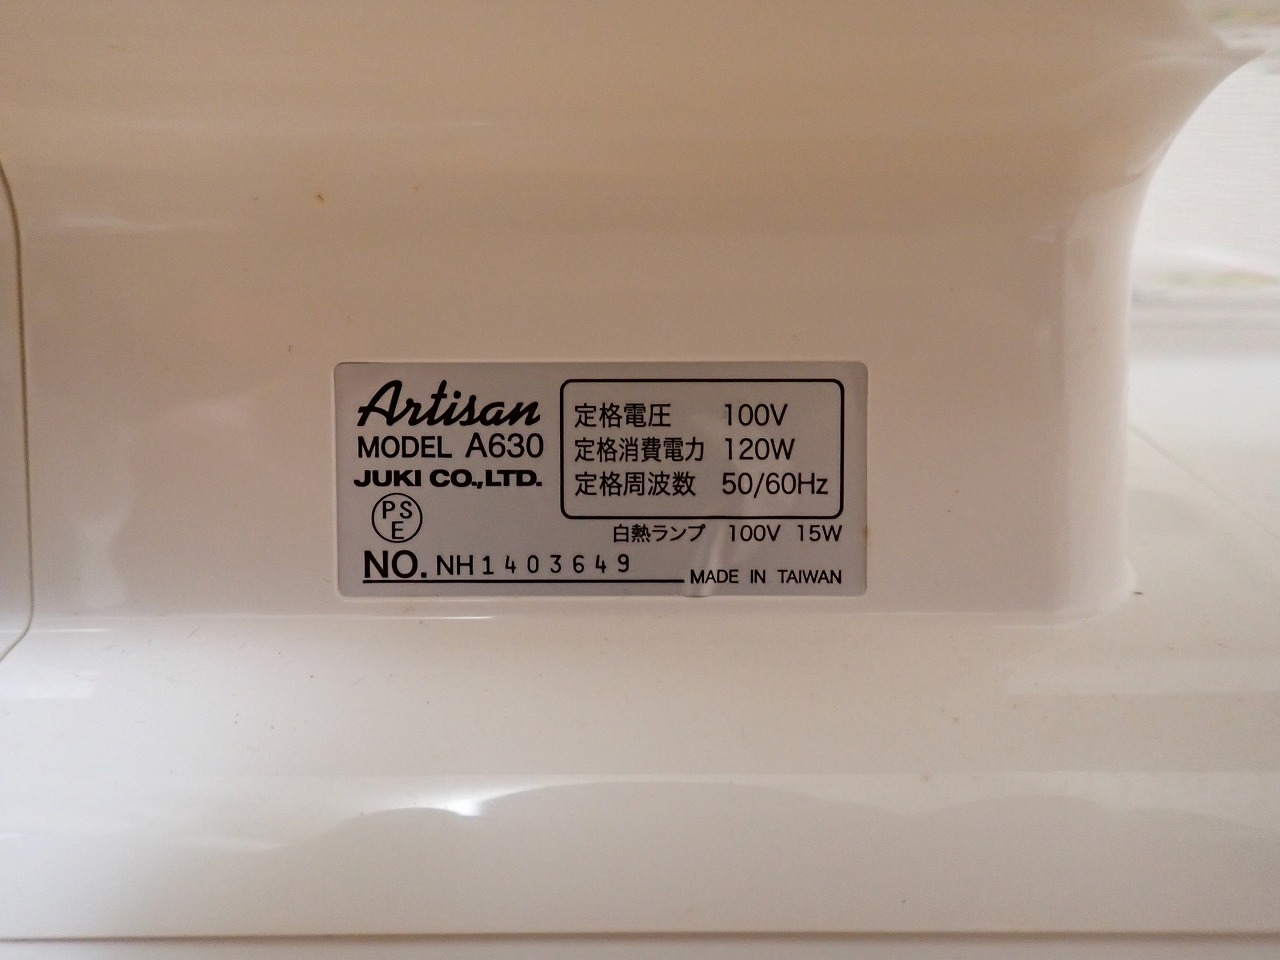 Artisan
MODEL A630
JUKI CO.,LTD.
PSE
NO. NH1403649
定格電圧 100V
定格消費電力 120W
定格周波数 50/60Hz
白熱ランプ 100V 15W
MADE IN TAIWAN